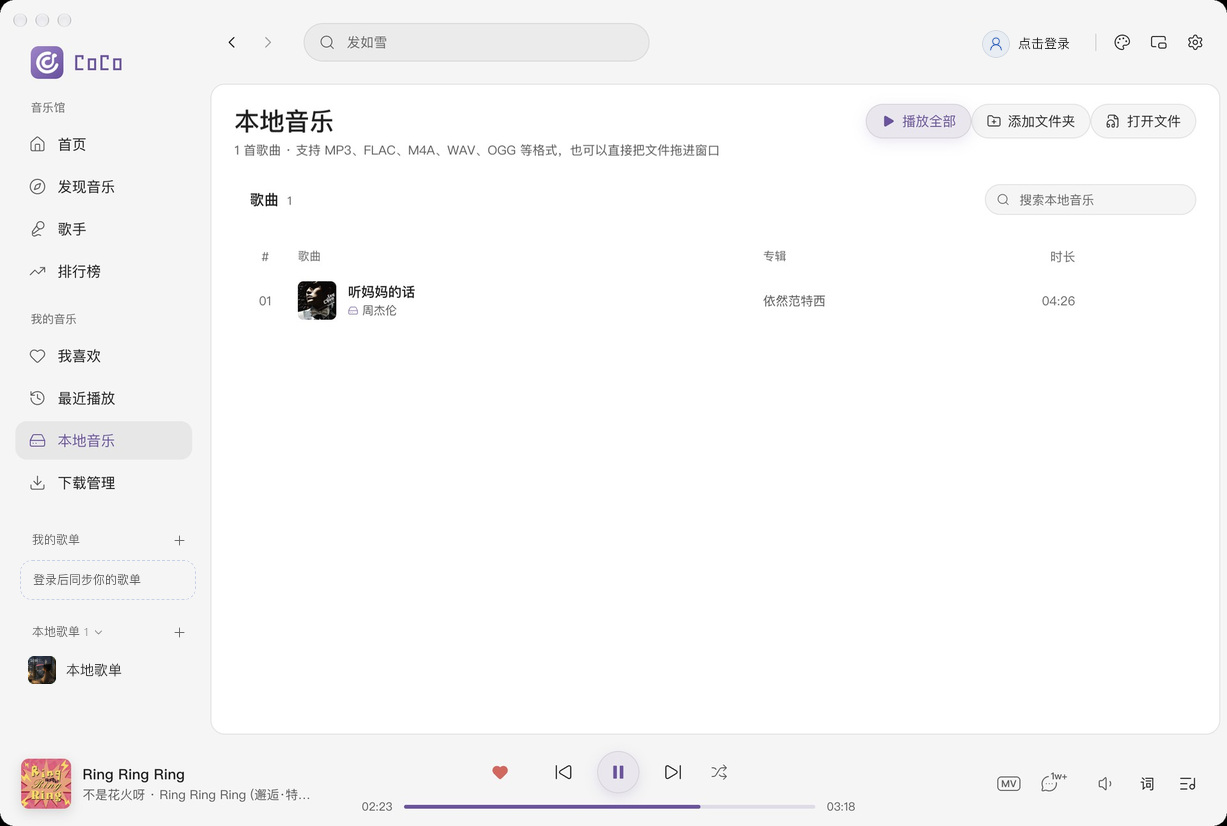 CoCo
发如雪
点击登录
音乐馆
首页
发现音乐
歌手
排行榜
我的音乐
我喜欢
最近播放
本地音乐
下载管理
我的歌单
登录后同步你的歌单
本地歌单 1
本地歌单
本地音乐
1 首歌曲 · 支持 MP3、FLAC、M4A、WAV、OGG 等格式，也可以直接把文件拖进窗口
播放全部
添加文件夹
打开文件
歌曲 1
搜索本地音乐
# 歌曲 专辑 时长
01 听妈妈的话 依然范特西 04:26
周杰伦
Ring Ring Ring
Ring Ring Ring
不是花火呀 · Ring Ring Ring (邂逅·特…
02:23
03:18
MV
1w+
词